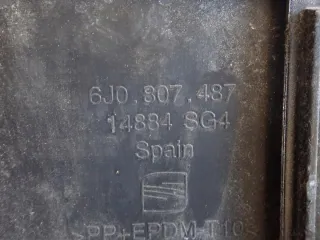 6J0.807.487
14884 SG4
Spain
>PP+EPDM-T10<